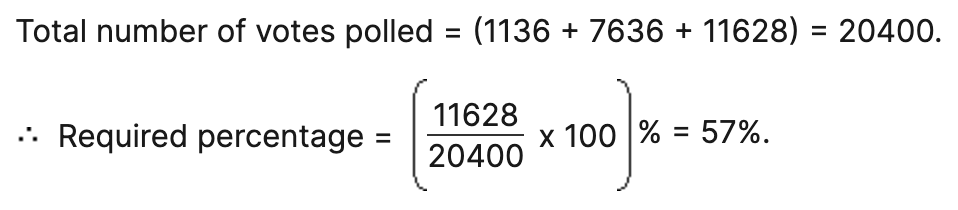 Total number of votes polled = (1136 + 7636 + 11628) = 20400.
∴ Required percentage = (11628/20400 x 100)% = 57%.